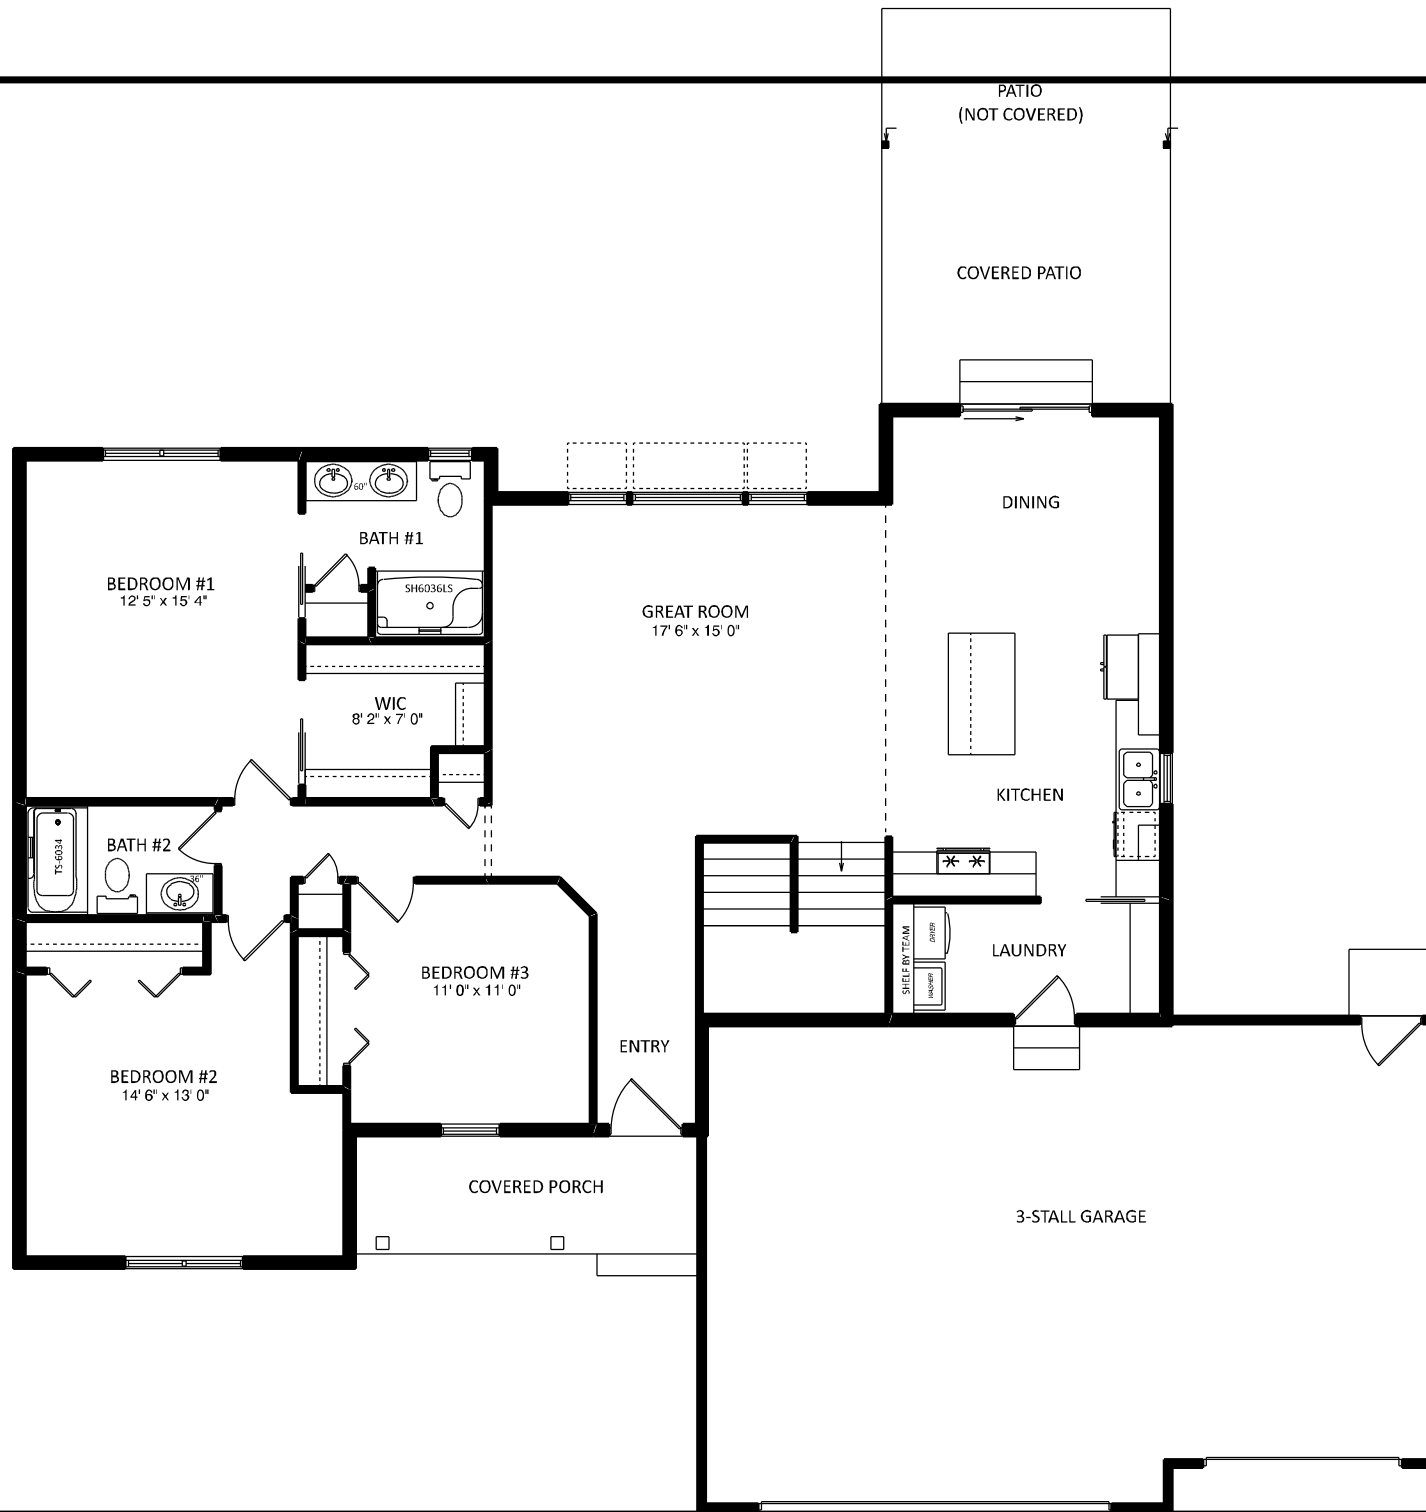 PATIO
(NOT COVERED)
COVERED PATIO
DINING
60"
BATH #1
BEDROOM #1
12' 5" x 15' 4"
SH6036LS
GREAT ROOM
17' 6" x 15' 0"
WIC
8' 2" x 7' 0"
KITCHEN
BATH #2
TS-6034
36"
LAUNDRY
SHELF BY TEAM
DRYER
WASHER
BEDROOM #3
11' 0" x 11' 0"
ENTRY
BEDROOM #2
14' 6" x 13' 0"
COVERED PORCH
3-STALL GARAGE